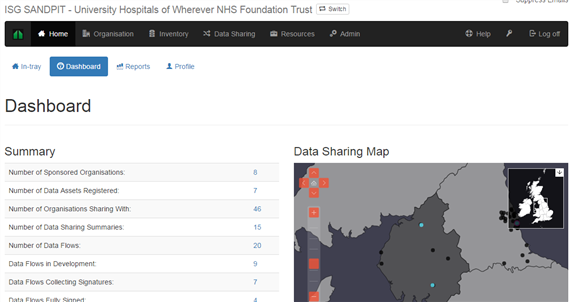 Suppress Emails
ISG SANDPIT - University Hospitals of Wherever NHS Foundation Trust Switch
Home Organisation Inventory Data Sharing Resources Admin Help Log off
In-tray Dashboard Reports Profile
Dashboard
Summary
Number of Sponsored Organisations: 8
Number of Data Assets Registered: 7
Number of Organisations Sharing With: 46
Number of Data Sharing Summaries: 15
Number of Data Flows: 20
Data Flows in Development: 9
Data Flows Collecting Signatures: 7
Data Flows Fully Signed: 4
Data Sharing Map